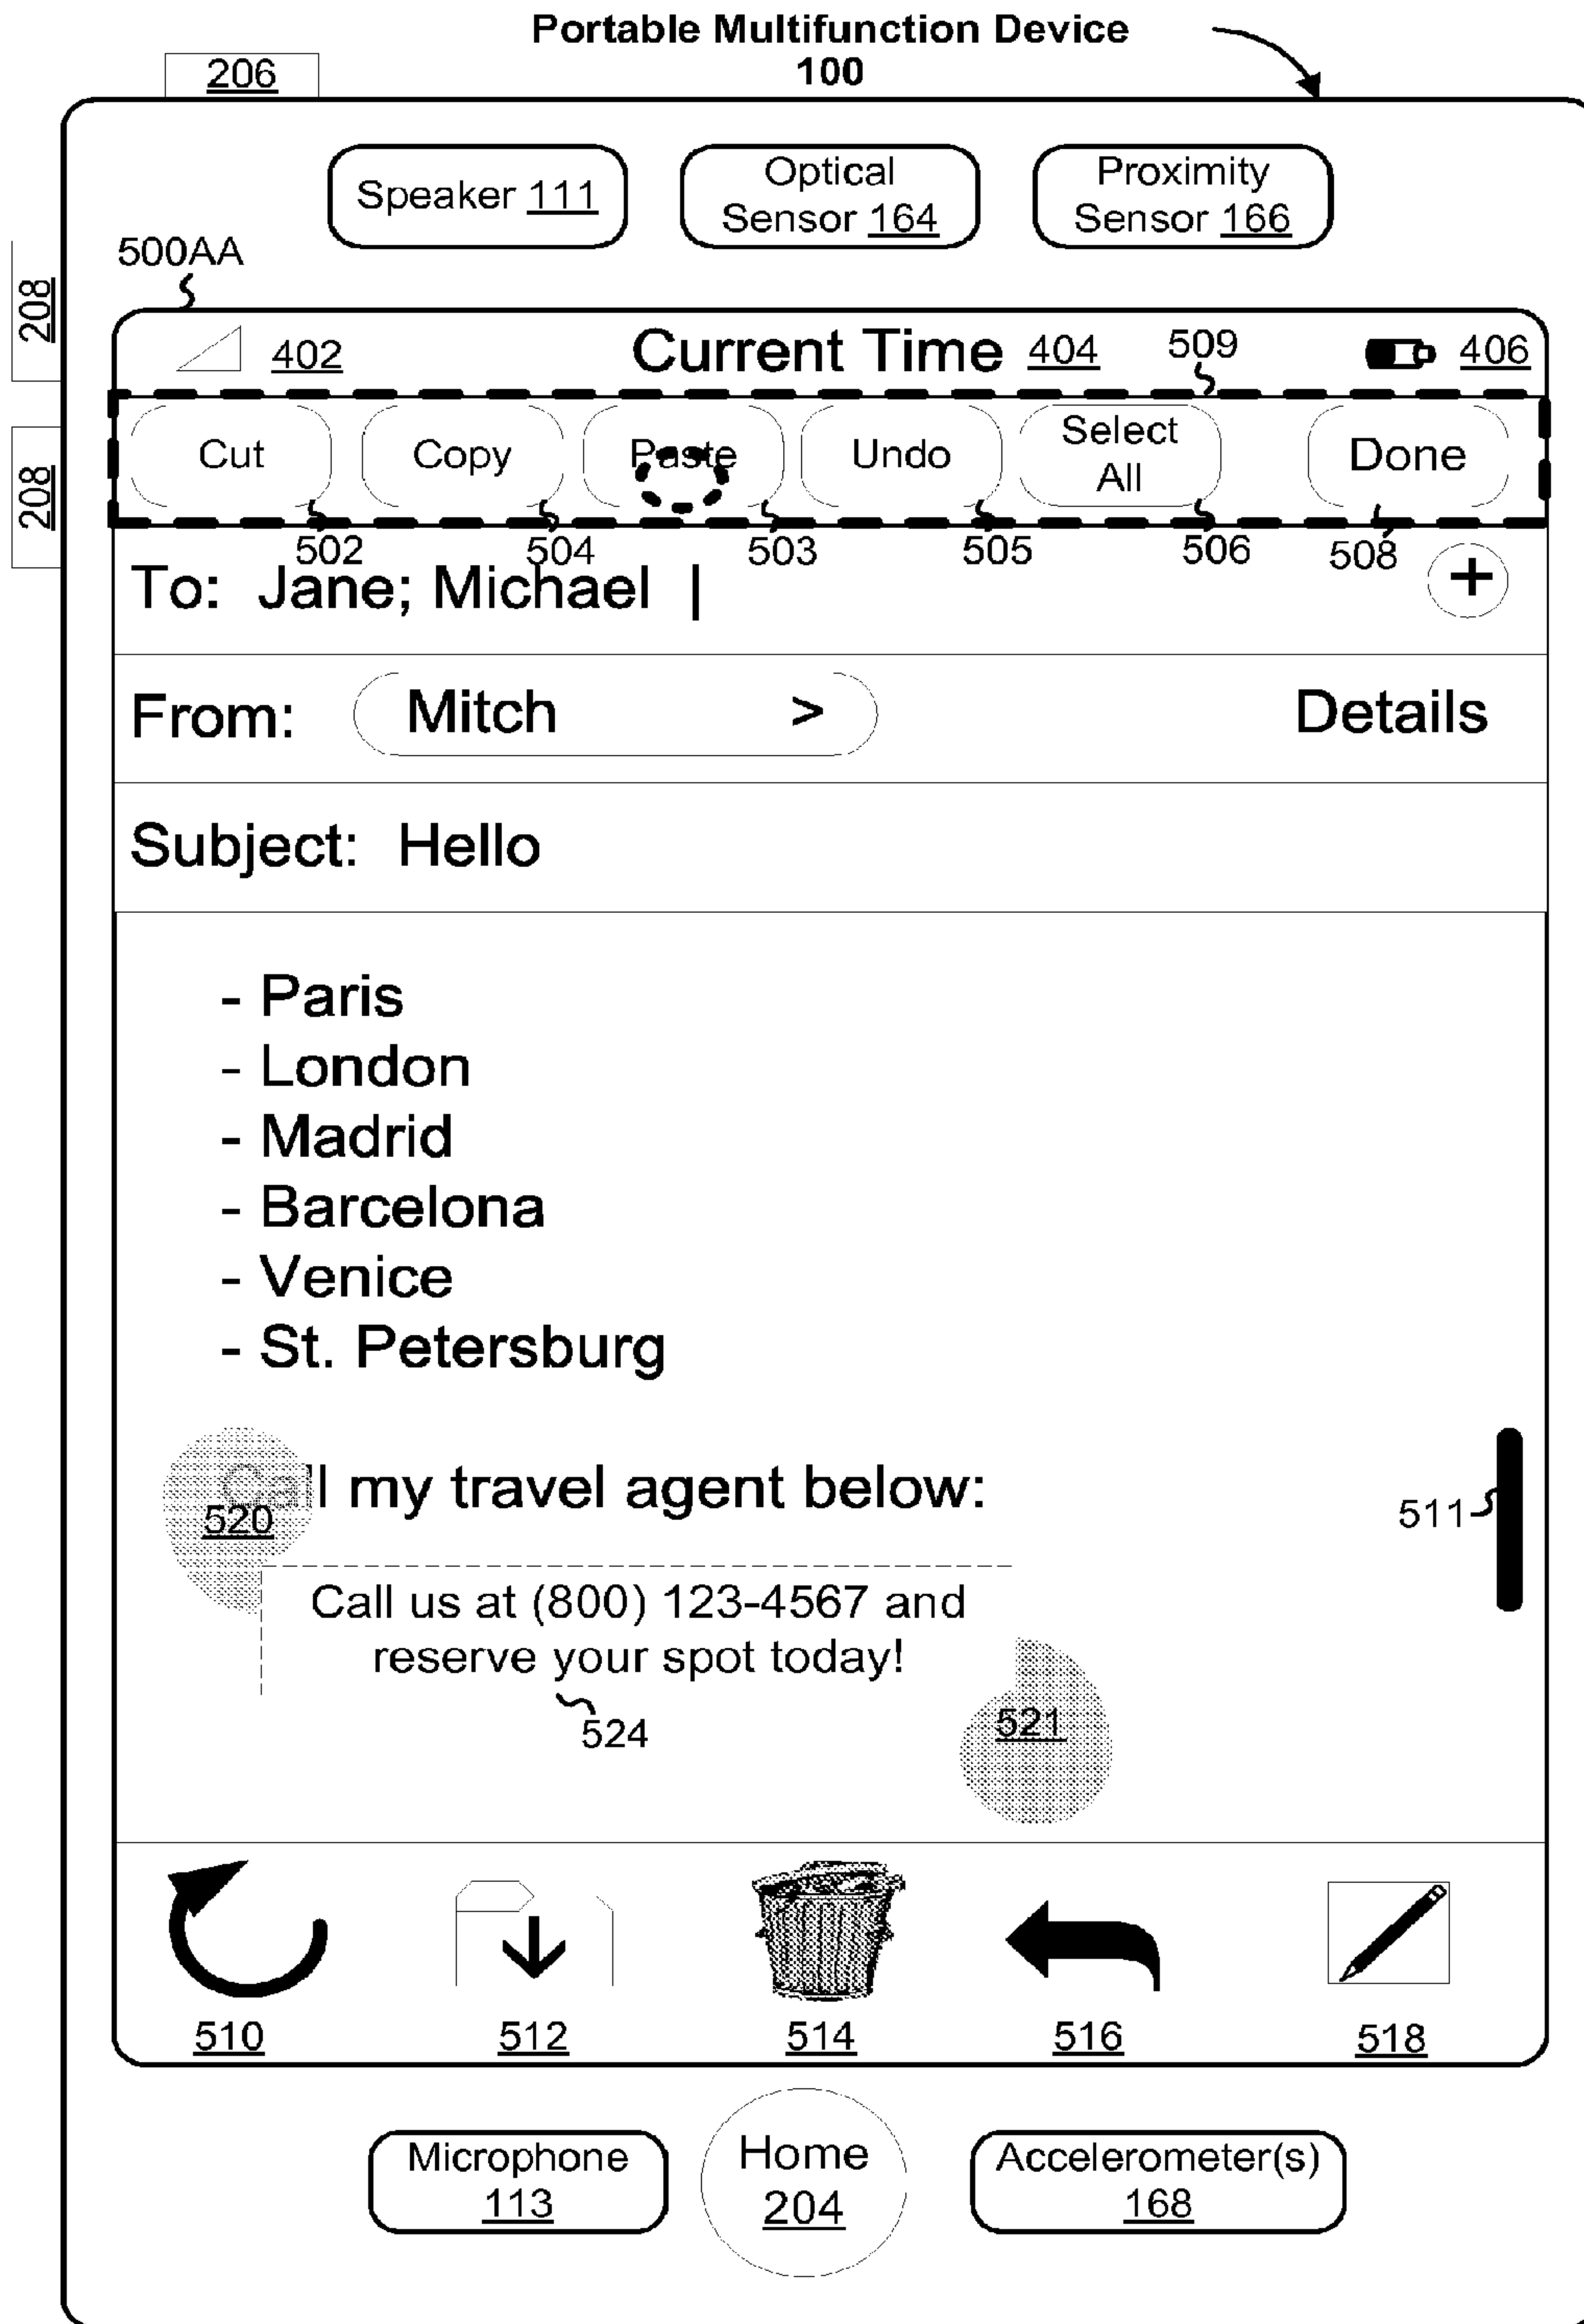 Portable Multifunction Device
100
206
Speaker 111
Optical
Sensor 164
Proximity
Sensor 166
500AA
208
402
Current Time 404
509
406
Cut
Copy
Paste
Undo
Select
All
Done
208
502
504
503
505
506
508
To: Jane; Michael |
+
From: Mitch >
Details
Subject: Hello
- Paris
- London
- Madrid
- Barcelona
- Venice
- St. Petersburg
Call my travel agent below:
520
511
Call us at (800) 123-4567 and
reserve your spot today!
524
521
510
512
514
516
518
Microphone
113
Home
204
Accelerometer(s)
168